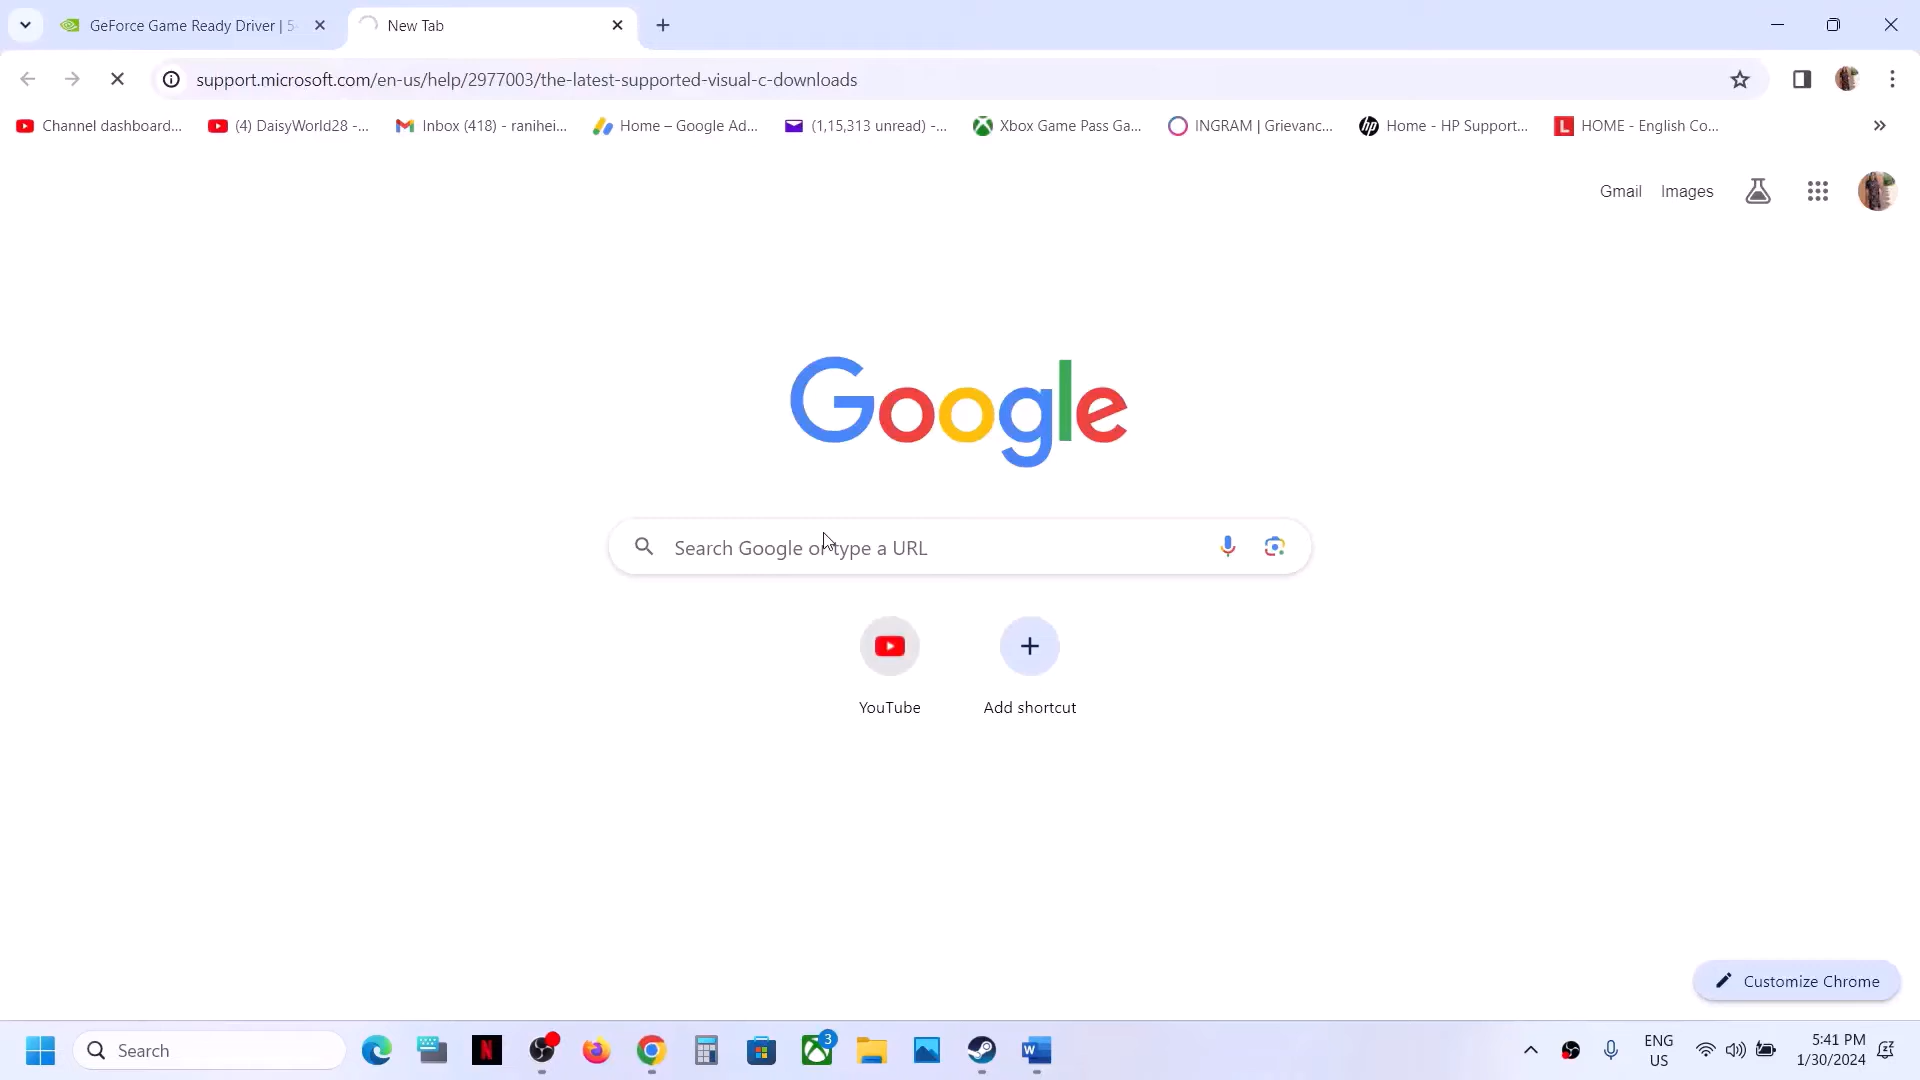 GeForce Game Ready Driver | 5
New Tab
support.microsoft.com/en-us/help/2977003/the-latest-supported-visual-c-downloads
Channel dashboard...
(4) DaisyWorld28 -...
Inbox (418) - ranihei...
Home – Google Ad...
(1,15,313 unread) -...
Xbox Game Pass Ga...
INGRAM | Grievanc...
Home - HP Support...
HOME - English Co...
Gmail
Images
Google
Search Google or type a URL
YouTube
Add shortcut
Customize Chrome
Search
3
ENG
US
5:41 PM
1/30/2024